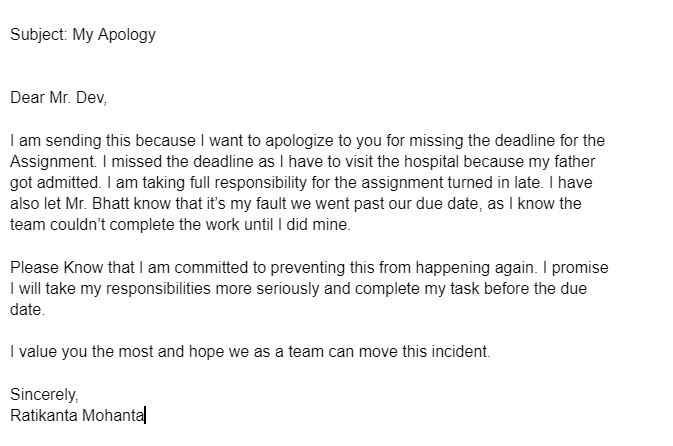 Subject: My Apology
Dear Mr. Dev,
I am sending this because I want to apologize to you for missing the deadline for the
Assignment. I missed the deadline as I have to visit the hospital because my father
got admitted. I am taking full responsibility for the assignment turned in late. I have
also let Mr. Bhatt know that it's my fault we went past our due date, as I know the
team couldn't complete the work until I did mine.
Please Know that I am committed to preventing this from happening again. I promise
I will take my responsibilities more seriously and complete my task before the due
date.
I value you the most and hope we as a team can move this incident.
Sincerely,
Ratikanta Mohanta